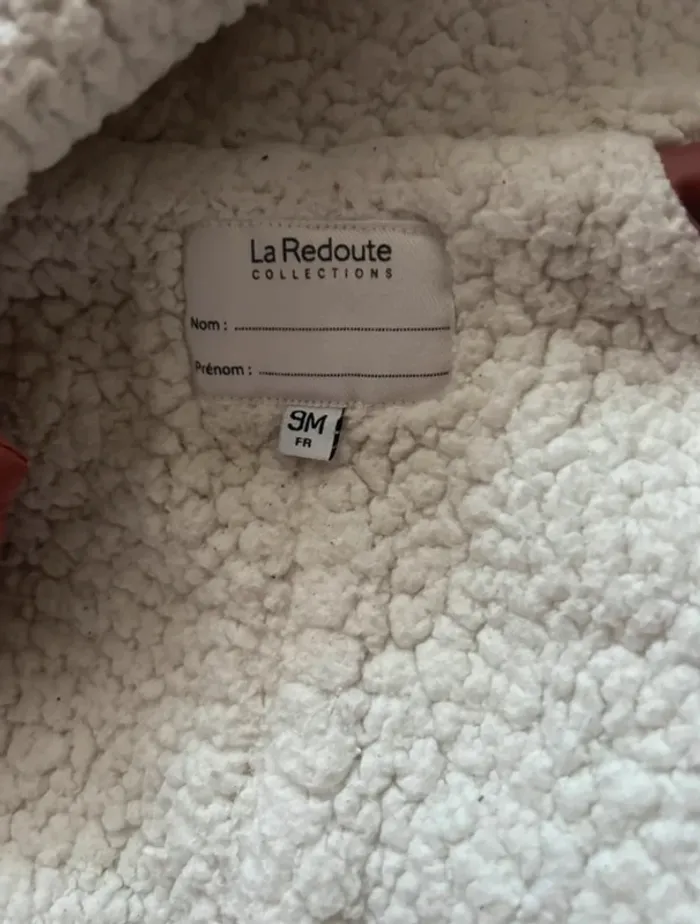 La Redoute
COLLECTIONS
Nom :
Prénom :
9M
FR